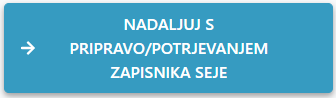 NADALJUJ S
PRIPRAVO/POTRJEVANJEM
ZAPISNIKA SEJE